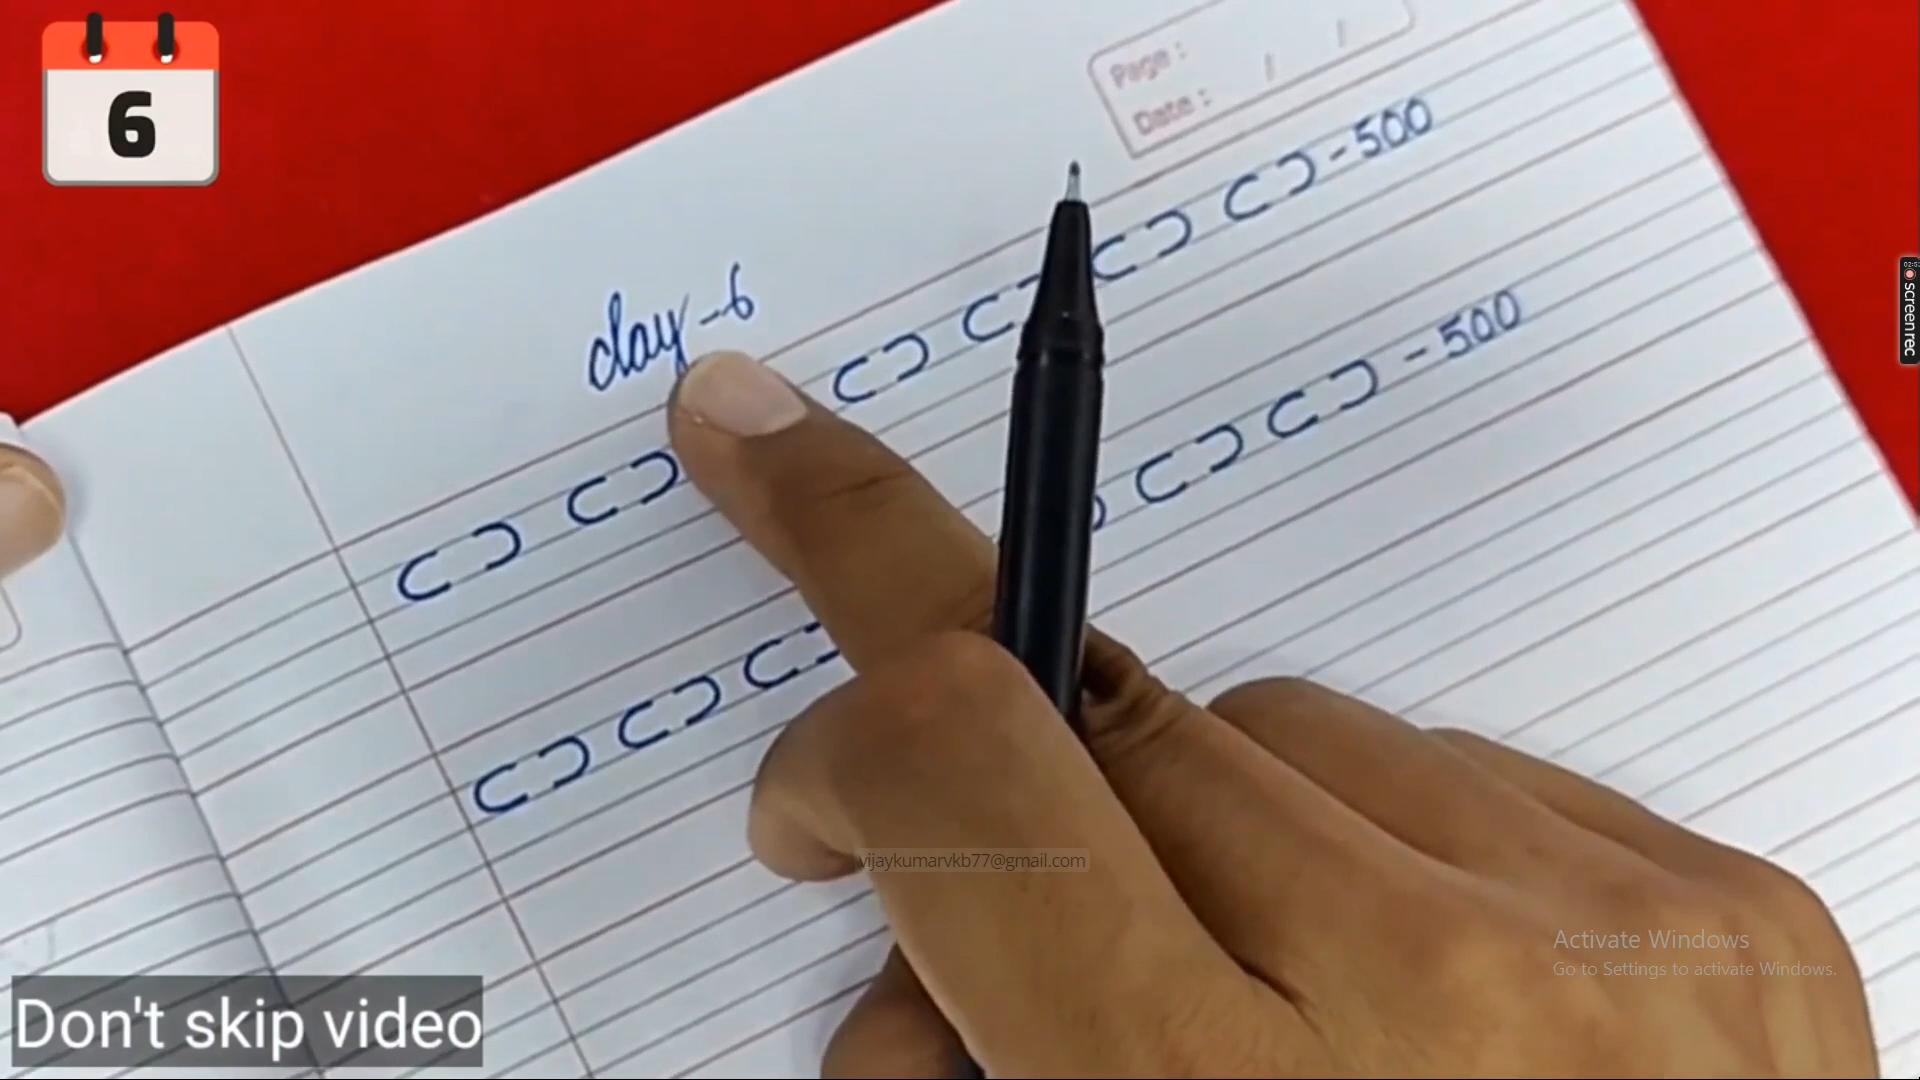 6
Page :
Date : / /
day-6
⊂ ⊃ ⊂ ⊃ ⊂ ⊃ ⊂ ⊂ ⊃ ⊂ ⊃ - 500
⊂ ⊃ ⊂ ⊃ ⊂ ⊂ ⊃ ⊂ ⊃ - 500
screenrec
vijaykumarvkb77@gmail.com
Activate Windows
Go to Settings to activate Windows.
Don't skip video